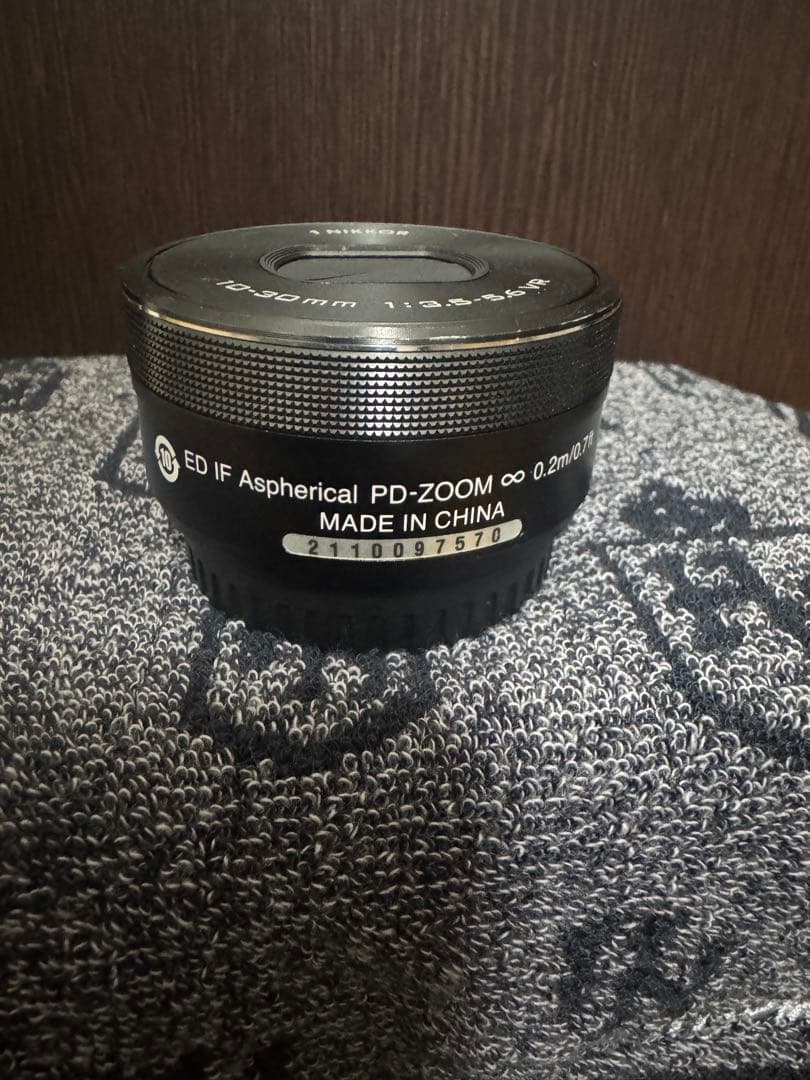 1 NIKKOR
10-30mm 1:3.5-5.6 VR
10 ED IF Aspherical PD-ZOOM ∞ 0.2m/0.7ft
MADE IN CHINA
2110097570